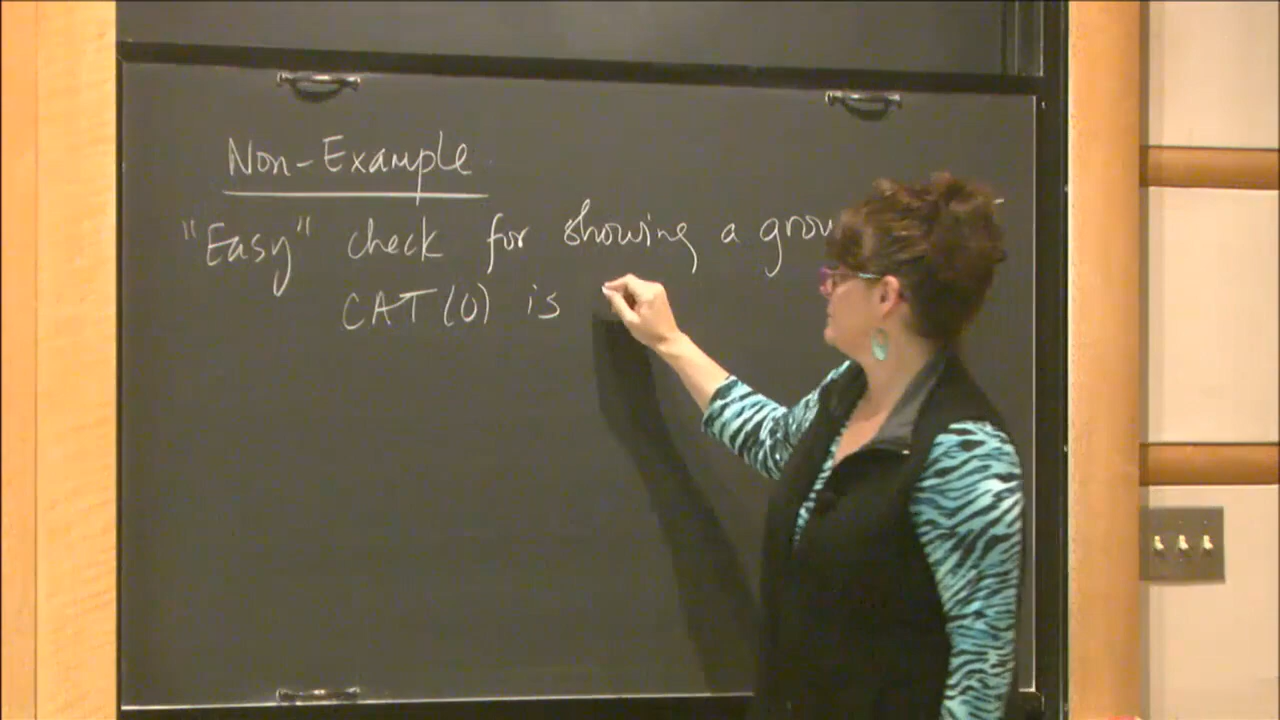 Non-Example
"Easy" check for showing a grou
CAT(0) is